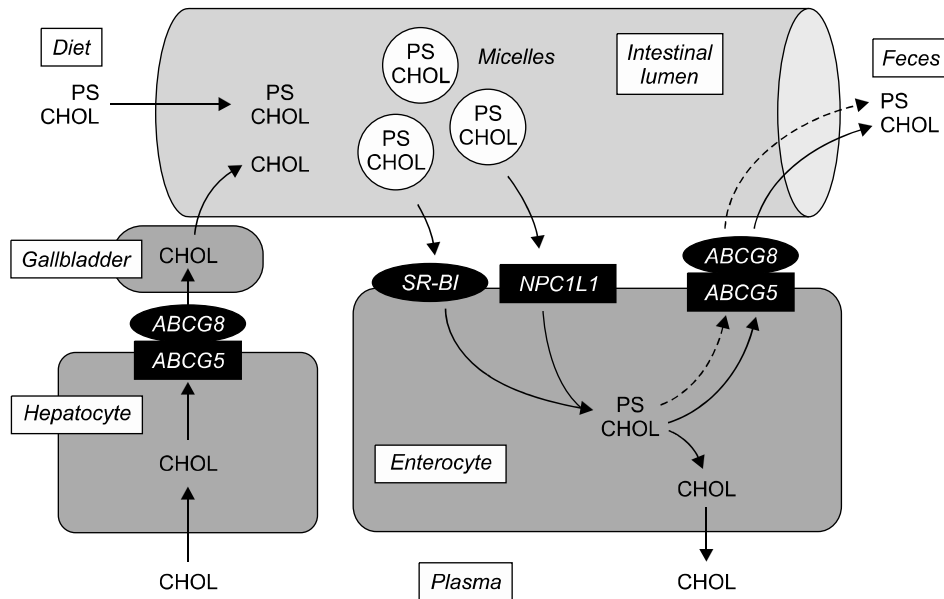 Diet
PS
CHOL
PS
CHOL
CHOL
PS
CHOL
Micelles
PS
CHOL
PS
CHOL
Intestinal
lumen
Feces
PS
CHOL
Gallbladder
CHOL
ABCG8
ABCG5
Hepatocyte
CHOL
CHOL
SR-BI
NPC1L1
ABCG8
ABCG5
PS
CHOL
Enterocyte
CHOL
Plasma
CHOL